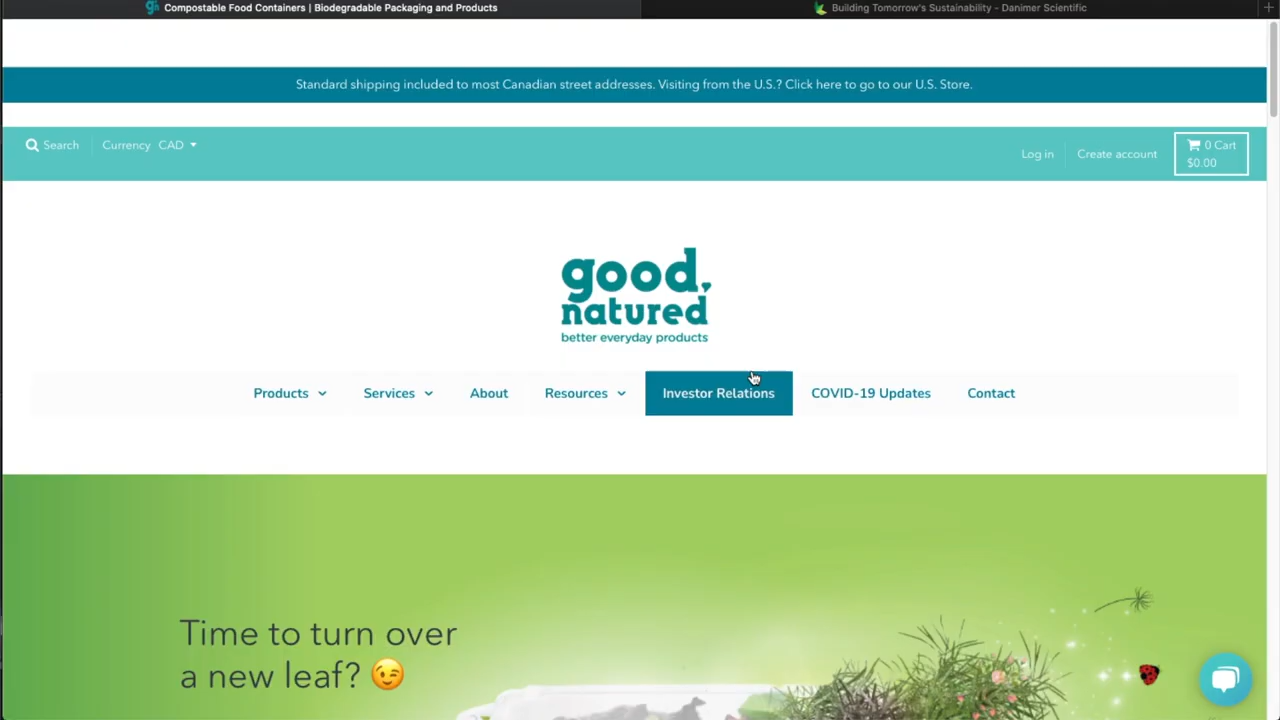 Compostable Food Containers | Biodegradable Packaging and Products
Building Tomorrow's Sustainability - Danimer Scientific
Standard shipping included to most Canadian street addresses. Visiting from the U.S.? Click here to go to our U.S. Store.
Search
Currency CAD
Log in
Create account
0 Cart
$0.00
good.
natured
better everyday products
Products
Services
About
Resources
Investor Relations
COVID-19 Updates
Contact
Time to turn over
a new leaf? 😉